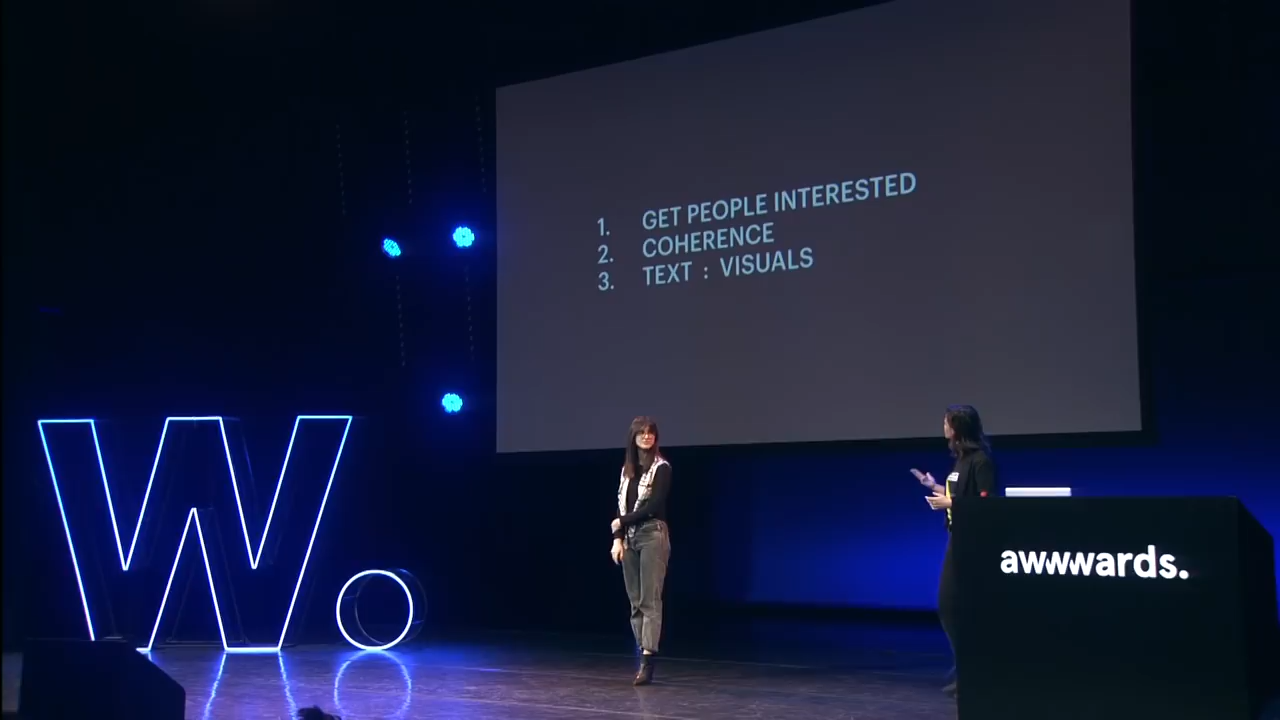 1. GET PEOPLE INTERESTED
2. COHERENCE
3. TEXT : VISUALS
W.
awwwards.